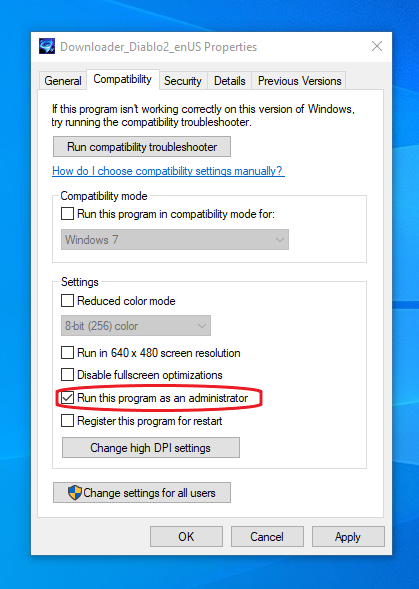 Downloader_Diablo2_enUS Properties
General Compatibility Security Details Previous Versions
If this program isn't working correctly on this version of Windows,
try running the compatibility troubleshooter.
Run compatibility troubleshooter
How do I choose compatibility settings manually?
Compatibility mode
Run this program in compatibility mode for:
Windows 7
Settings
Reduced color mode
8-bit (256) color
Run in 640 x 480 screen resolution
Disable fullscreen optimizations
Run this program as an administrator
Register this program for restart
Change high DPI settings
Change settings for all users
OK Cancel Apply